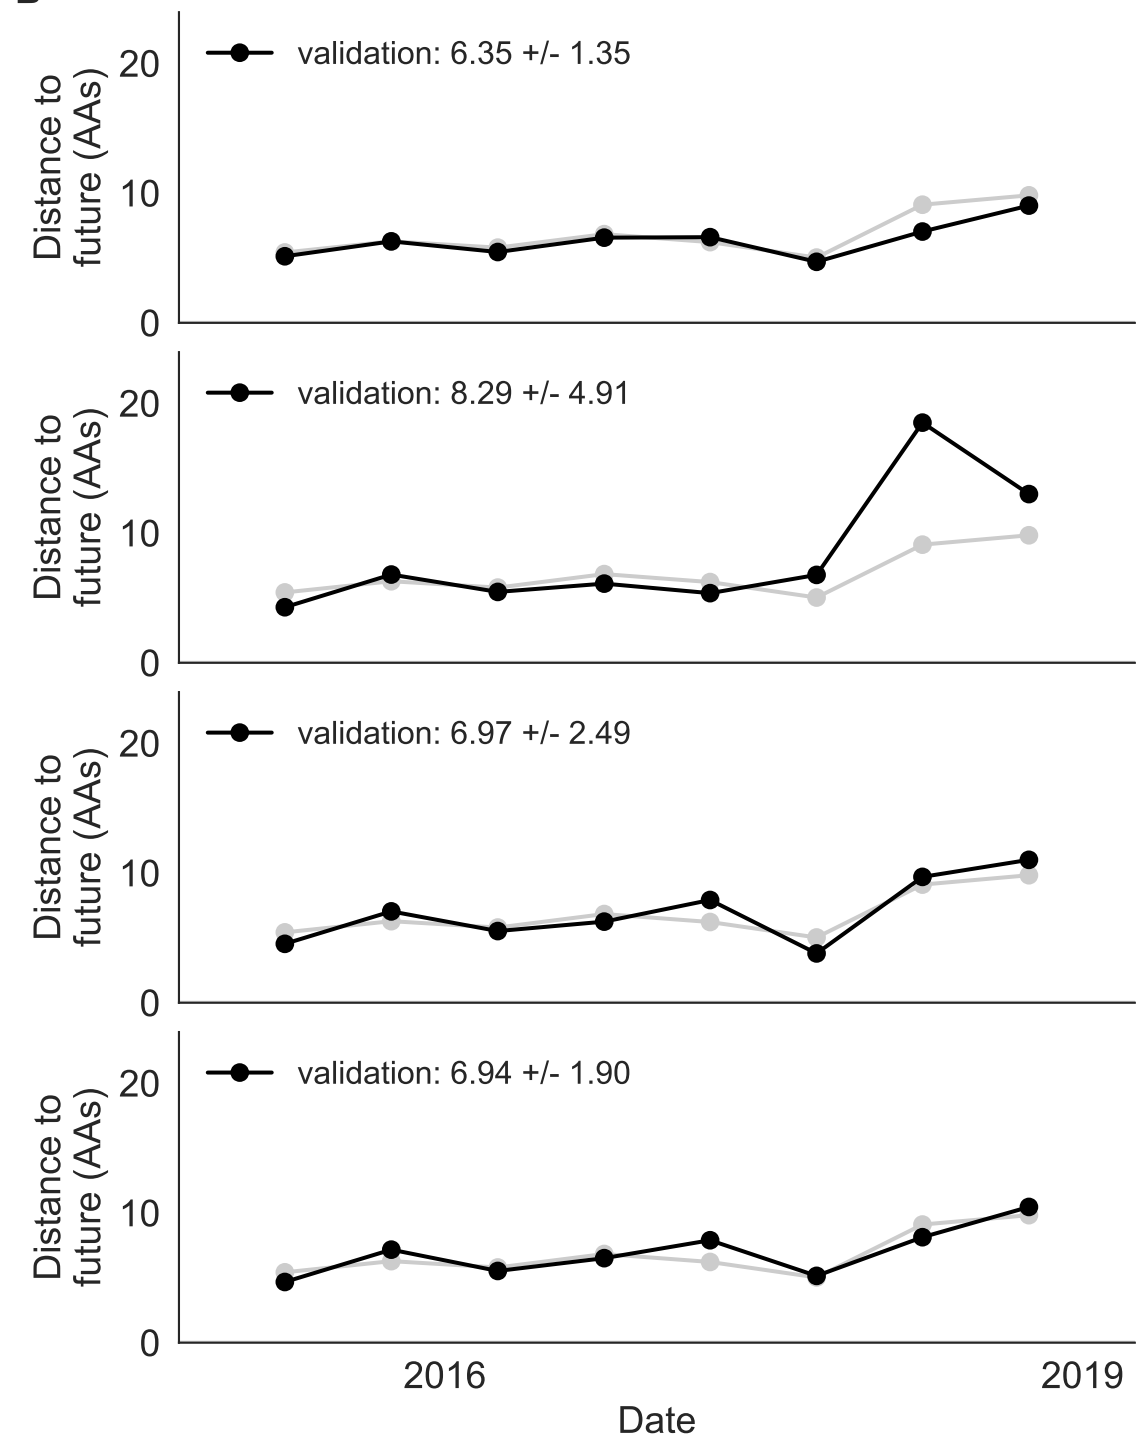 20
validation: 6.35 +/- 1.35
Distance to
future (AAs)
10
0
20
validation: 8.29 +/- 4.91
Distance to
future (AAs)
10
0
20
validation: 6.97 +/- 2.49
Distance to
future (AAs)
10
0
20
validation: 6.94 +/- 1.90
Distance to
future (AAs)
10
0
2016 2019
Date